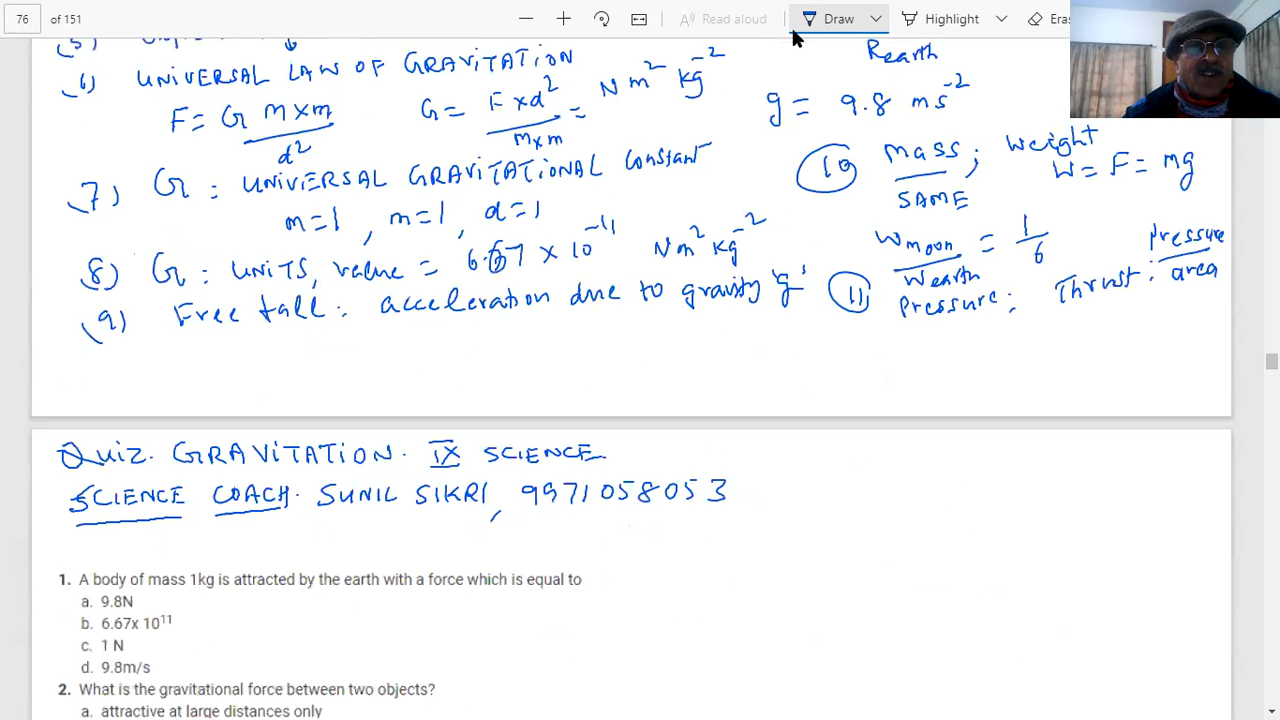 76 of 151
Read aloud
Draw
Highlight
Eras
(5)
(6) UNIVERSAL LAW OF GRAVITATION
F = G M×m / d²
G = F×d² / m×m = N m² kg⁻²
7) G : UNIVERSAL GRAVITATIONAL constant
m=1, m=1, d=1
8) G : UNITS, value = 6.67 × 10⁻¹¹ Nm² kg⁻²
(9) Free fall : acceleration due to gravity 'g'
Rearth
g = 9.8 ms⁻²
(10) MASS ; weight
SAME
W = F = mg
Wmoon / Wearth = 1/6
(11) Pressure : Thrust : pressure
area
Quiz. GRAVITATION. IX SCIENCE
SCIENCE COACH. SUNIL SIKRI, 9971058053
1. A body of mass 1kg is attracted by the earth with a force which is equal to
a. 9.8N
b. 6.67x 10¹¹
c. 1 N
d. 9.8m/s
2. What is the gravitational force between two objects?
a. attractive at large distances only